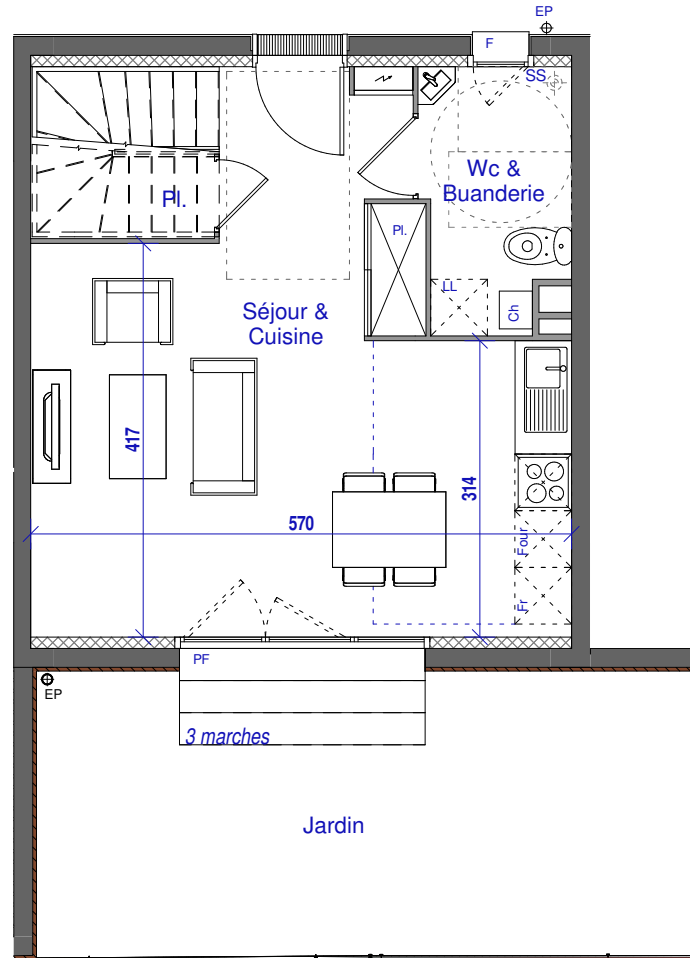 EP
F
SS
Wc &
Buanderie
Pl.
Pl.
LL
Ch
Séjour &
Cuisine
417
314
570
Four
Fr
PF
EP
3 marches
Jardin